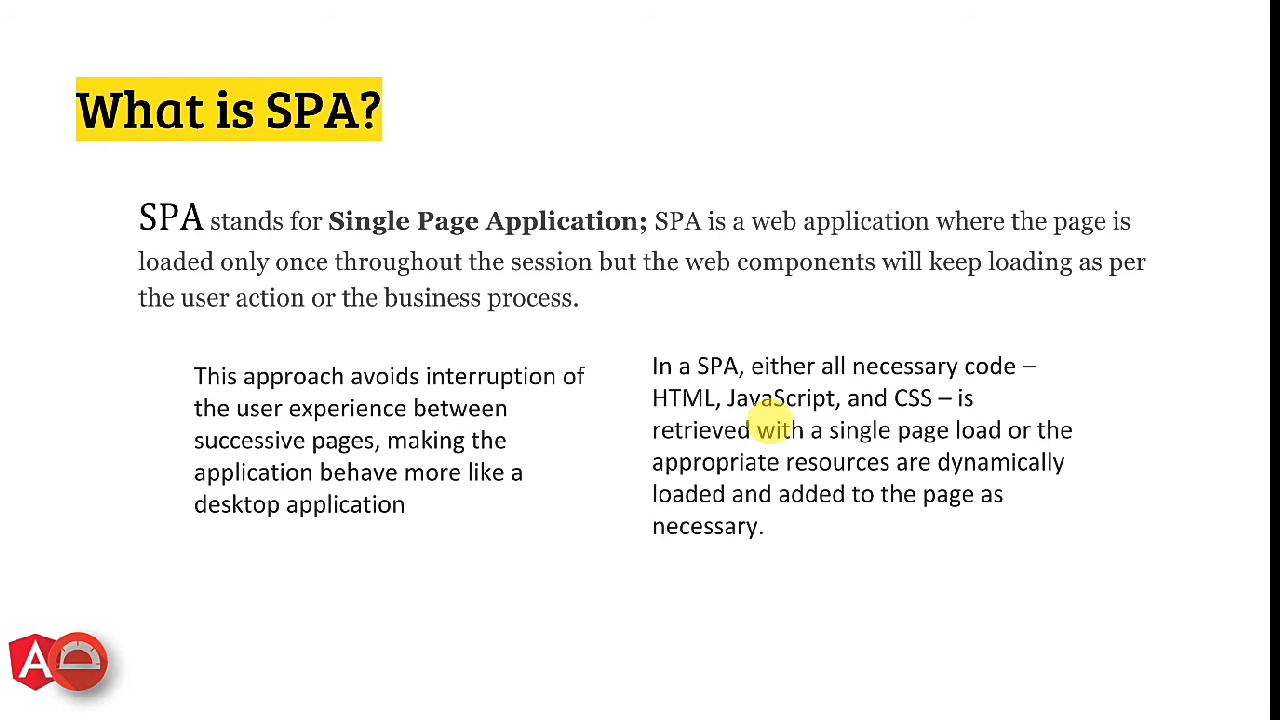 What is SPA?
SPA stands for Single Page Application; SPA is a web application where the page is
loaded only once throughout the session but the web components will keep loading as per
the user action or the business process.
This approach avoids interruption of
the user experience between
successive pages, making the
application behave more like a
desktop application
In a SPA, either all necessary code –
HTML, JavaScript, and CSS – is
retrieved with a single page load or the
appropriate resources are dynamically
loaded and added to the page as
necessary.
A